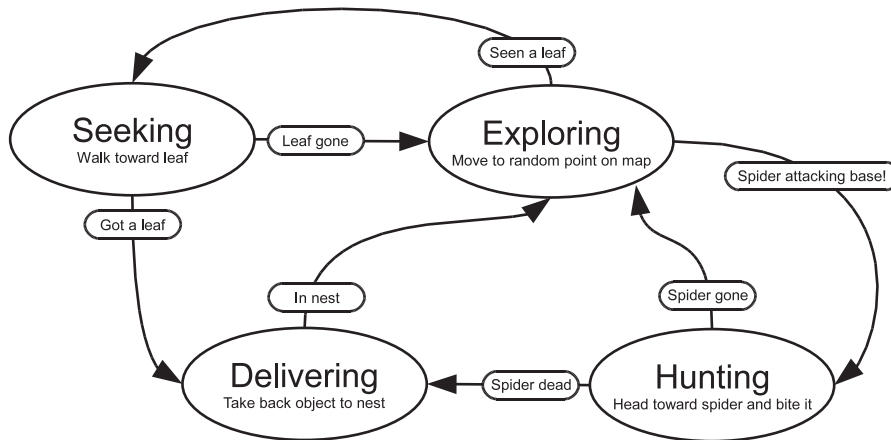 Seen a leaf
Seeking
Walk toward leaf
Leaf gone
Exploring
Move to random point on map
Spider attacking base!
Got a leaf
In nest
Spider gone
Delivering
Take back object to nest
Spider dead
Hunting
Head toward spider and bite it